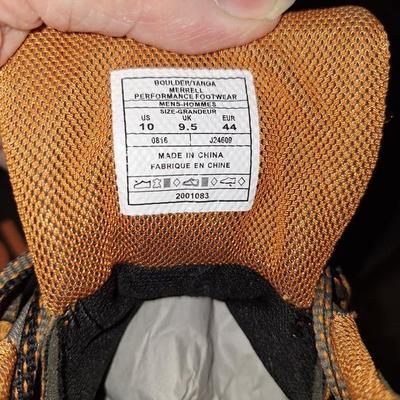 BOULDER/TANGA
MERRELL
PERFORMANCE FOOTWEAR
MENS-HOMMES
SIZE-GRANDEUR
US UK EUR
10 9.5 44
0816 J24609
MADE IN CHINA
FABRIQUE EN CHINE
2001083